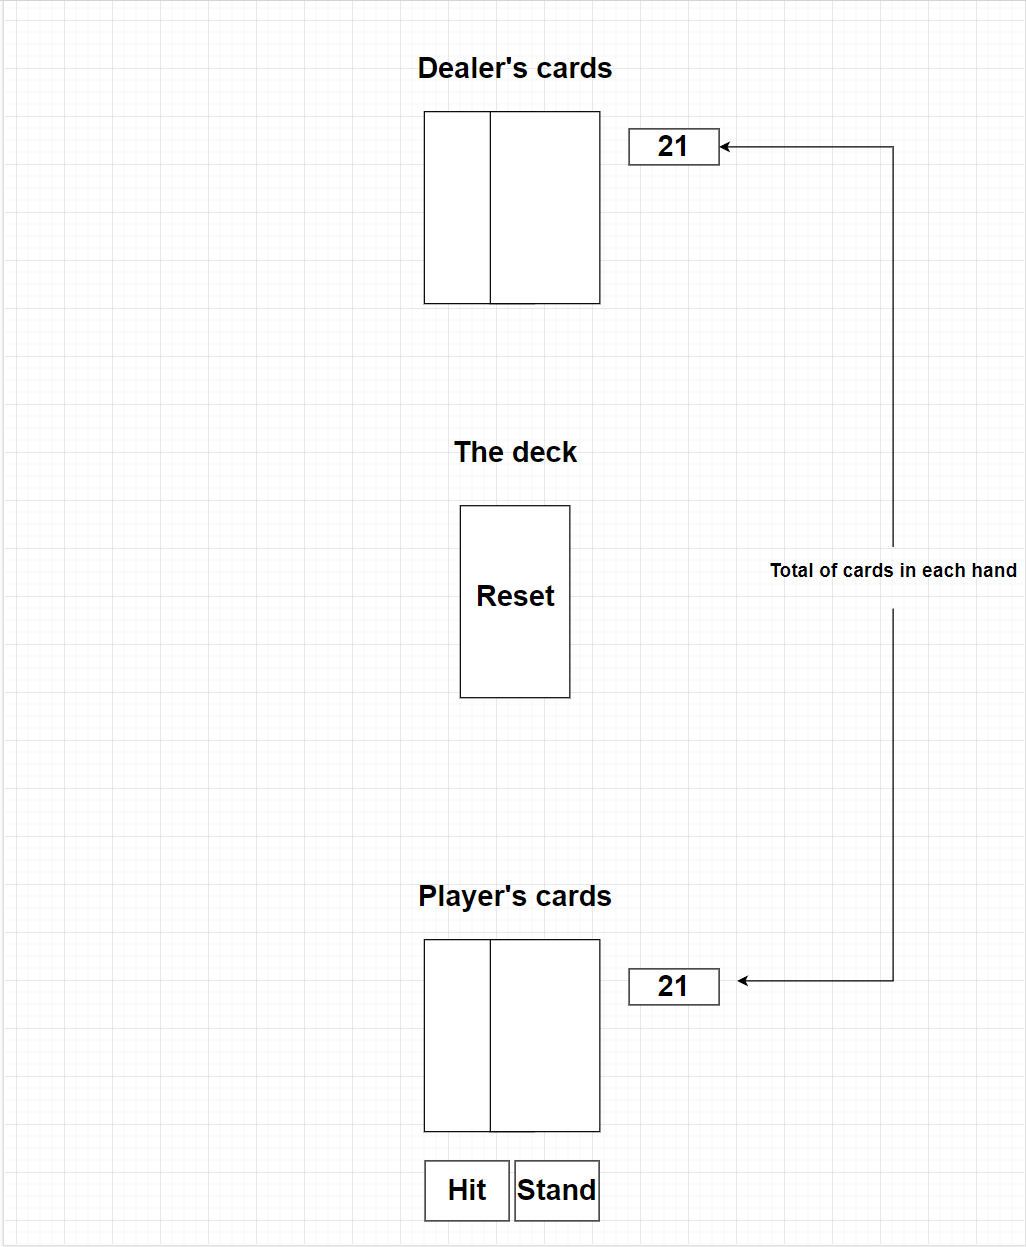 Dealer's cards
21
The deck
Reset
Total of cards in each hand
Player's cards
21
Hit
Stand